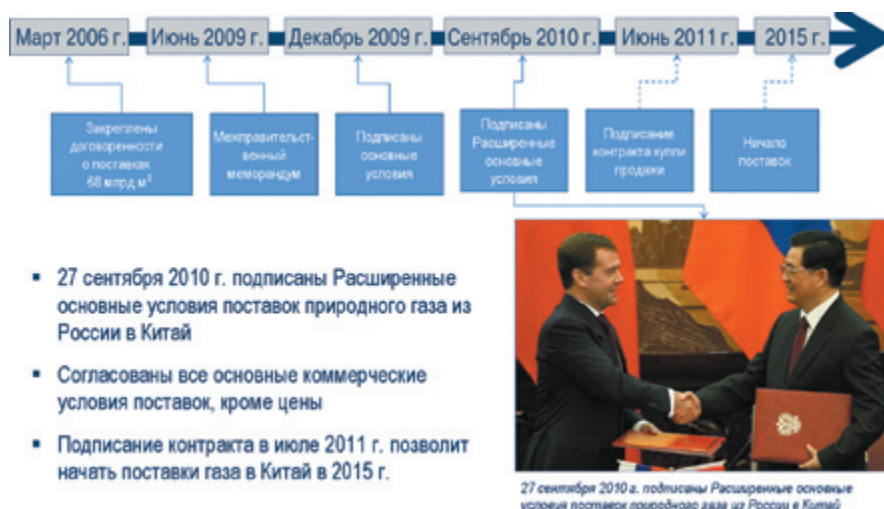 Март 2006 г. Июнь 2009 г. Декабрь 2009 г. Сентябрь 2010 г. Июнь 2011 г. 2015 г.
Закреплены
договоренности
о поставках
68 млрд м³
Межправительст-
венный
меморандум
Подписаны
основные
условия
Подписаны
Расширенные
основные
условия
Подписание
контракта купли
продажи
Начало
поставок
▪ 27 сентября 2010 г. подписаны Расширенные
основные условия поставок природного газа из
России в Китай
▪ Согласованы все основные коммерческие
условия поставок, кроме цены
▪ Подписание контракта в июле 2011 г. позволит
начать поставки газа в Китай в 2015 г.
27 сентября 2010 г. подписаны Расширенные основные
условия поставок природного газа из России в Китай